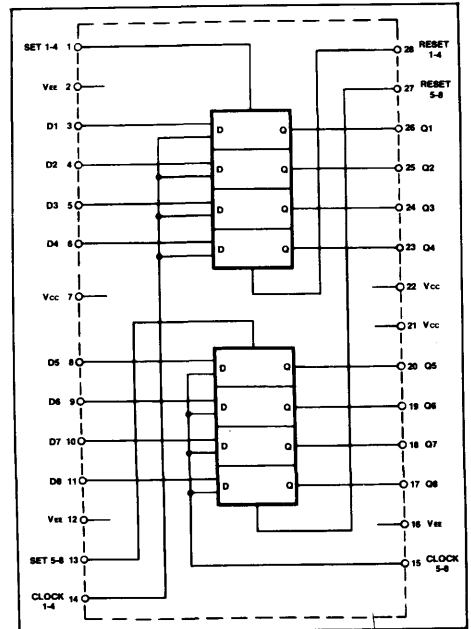 SET 1-4 1
VEE 2
D1 3
D2 4
D3 5
D4 6
VCC 7
D5 8
D6 9
D7 10
D8 11
VEE 12
SET 5-8 13
CLOCK 14
1-4
D Q
D Q
D Q
D Q
D Q
D Q
D Q
D Q
28 RESET
1-4
27 RESET
5-8
26 Q1
25 Q2
24 Q3
23 Q4
22 VCC
21 VCC
20 Q5
19 Q6
18 Q7
17 Q8
16 VEE
15 CLOCK
5-8